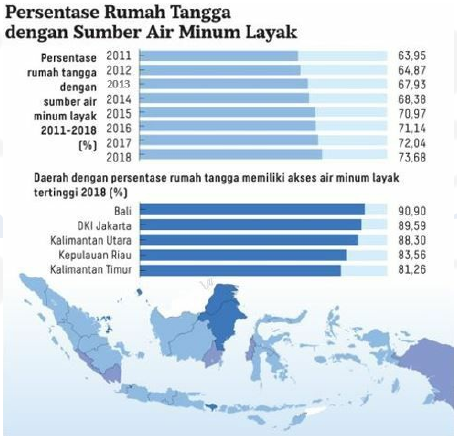 Persentase Rumah Tangga
dengan Sumber Air Minum Layak
Persentase
rumah tangga
dengan
sumber air
minum layak
2011-2018
(%)
2011 63,95
2012 64,87
2013 67,93
2014 68,38
2015 70,97
2016 71,14
2017 72,04
2018 73,68
Daerah dengan persentase rumah tangga memiliki akses air minum layak
tertinggi 2018 (%)
Bali 90,90
DKI Jakarta 89,59
Kalimantan Utara 88,30
Kepulauan Riau 83,56
Kalimantan Timur 81,26